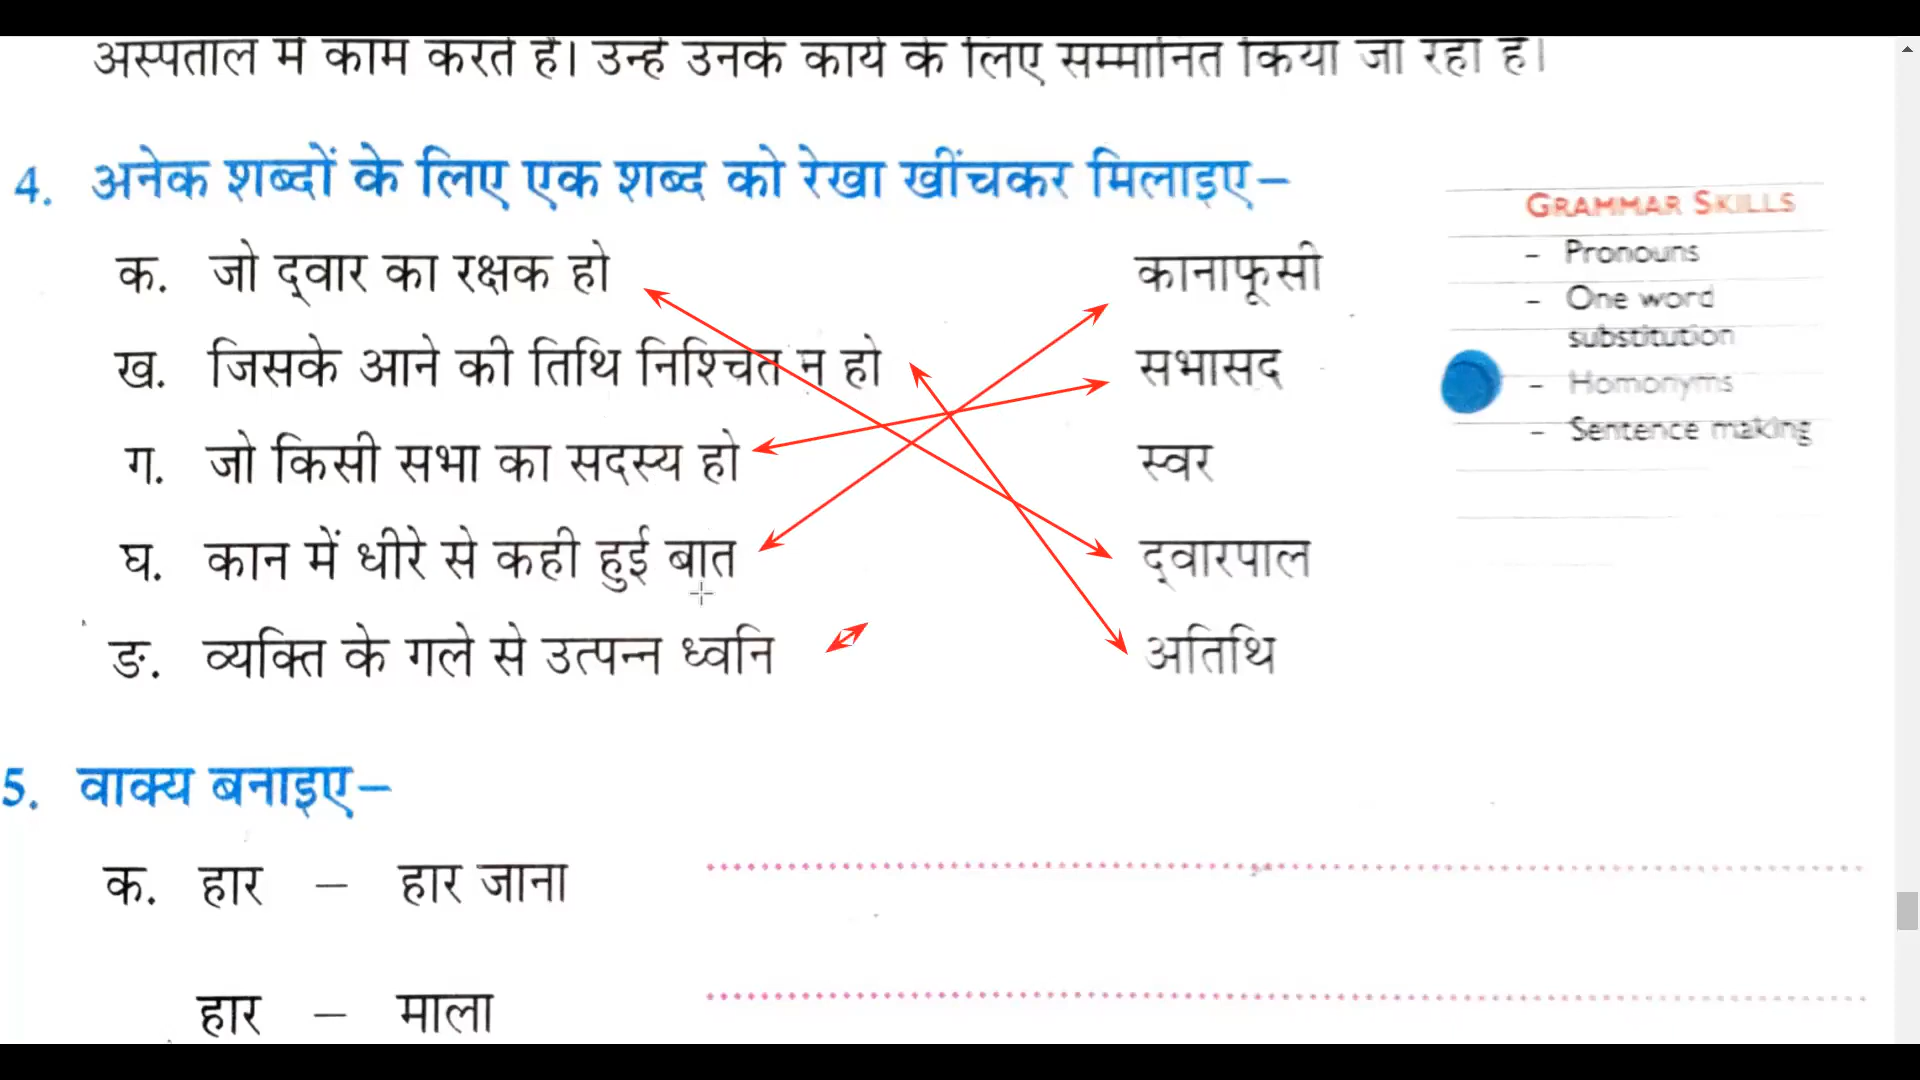 अस्पताल में काम करते हैं। उन्हें उनके कार्य के लिए सम्मानित किया जा रहा है।
4. अनेक शब्दों के लिए एक शब्द को रेखा खींचकर मिलाइए–
क. जो द्‌वार का रक्षक हो कानाफूसी
ख. जिसके आने की तिथि निश्चित न हो सभासद
ग. जो किसी सभा का सदस्य हो स्वर
घ. कान में धीरे से कही हुई बात द्‌वारपाल
ङ. व्यक्ति के गले से उत्पन्न ध्वनि अतिथि
GRAMMAR SKILLS
- Pronouns
- One word
substitution
- Homonyms
- Sentence making
5. वाक्य बनाइए–
क. हार – हार जाना
हार – माला